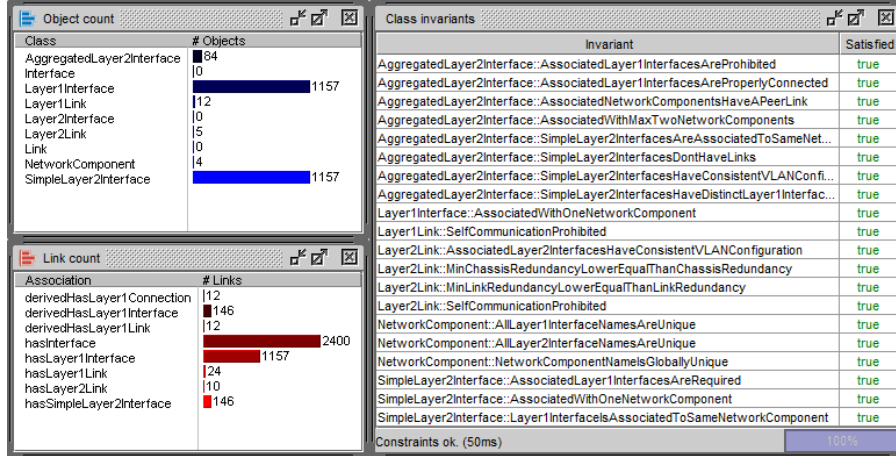 Object count
Class # Objects
AggregatedLayer2Interface 84
Interface 0
Layer1Interface 1157
Layer1Link 12
Layer2Interface 0
Layer2Link 5
Link 0
NetworkComponent 4
SimpleLayer2Interface 1157
Link count
Association # Links
derivedHasLayer1Connection 12
derivedHasLayer1Interface 146
derivedHasLayer1Link 12
hasInterface 2400
hasLayer1Interface 1157
hasLayer1Link 24
hasLayer2Link 10
hasSimpleLayer2Interface 146
Class invariants
Invariant Satisfied
AggregatedLayer2Interface::AssociatedLayer1InterfacesAreProhibited true
AggregatedLayer2Interface::AssociatedLayer1InterfacesAreProperlyConnected true
AggregatedLayer2Interface::AssociatedNetworkComponentsHaveAPeerLink true
AggregatedLayer2Interface::AssociatedWithMaxTwoNetworkComponents true
AggregatedLayer2Interface::SimpleLayer2InterfacesAreAssociatedToSameNet... true
AggregatedLayer2Interface::SimpleLayer2InterfacesDontHaveLinks true
AggregatedLayer2Interface::SimpleLayer2InterfacesHaveConsistentVLANConfi... true
AggregatedLayer2Interface::SimpleLayer2InterfacesHaveDistinctLayer1Interfac... true
Layer1Interface::AssociatedWithOneNetworkComponent true
Layer1Link::SelfCommunicationProhibited true
Layer2Link::AssociatedLayer2InterfacesHaveConsistentVLANConfiguration true
Layer2Link::MinChassisRedundancyLowerEqualThanChassisRedundancy true
Layer2Link::MinLinkRedundancyLowerEqualThanLinkRedundancy true
Layer2Link::SelfCommunicationProhibited true
NetworkComponent::AllLayer1InterfaceNamesAreUnique true
NetworkComponent::AllLayer2InterfaceNamesAreUnique true
NetworkComponent::NetworkComponentNameIsGloballyUnique true
SimpleLayer2Interface::AssociatedLayer1InterfacesAreRequired true
SimpleLayer2Interface::AssociatedWithOneNetworkComponent true
SimpleLayer2Interface::Layer1InterfaceIsAssociatedToSameNetworkComponent true
Constraints ok. (50ms) 100%